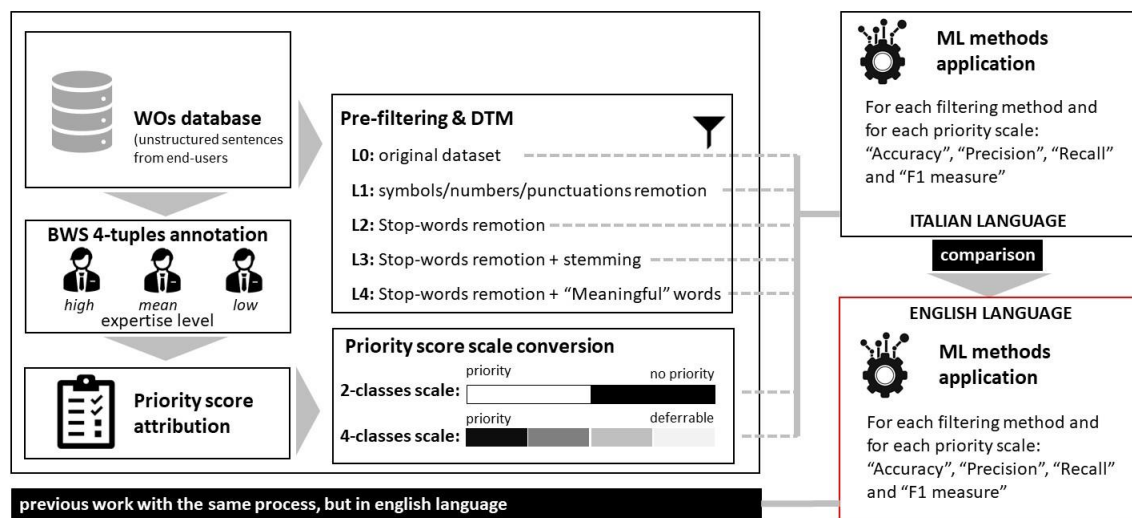 WOs database
(unstructured sentences
from end-users
BWS 4-tuples annotation
high mean low
expertise level
Priority score
attribution
Pre-filtering & DTM
L0: original dataset
L1: symbols/numbers/punctuations remotion
L2: Stop-words remotion
L3: Stop-words remotion + stemming
L4: Stop-words remotion + “Meaningful” words
Priority score scale conversion
priority no priority
2-classes scale:
priority deferrable
4-classes scale:
previous work with the same process, but in english language
ML methods
application
For each filtering method and
for each priority scale:
“Accuracy”, “Precision”, “Recall”
and “F1 measure”
ITALIAN LANGUAGE
comparison
ENGLISH LANGUAGE
ML methods
application
For each filtering method and
for each priority scale:
“Accuracy”, “Precision”, “Recall”
and “F1 measure”